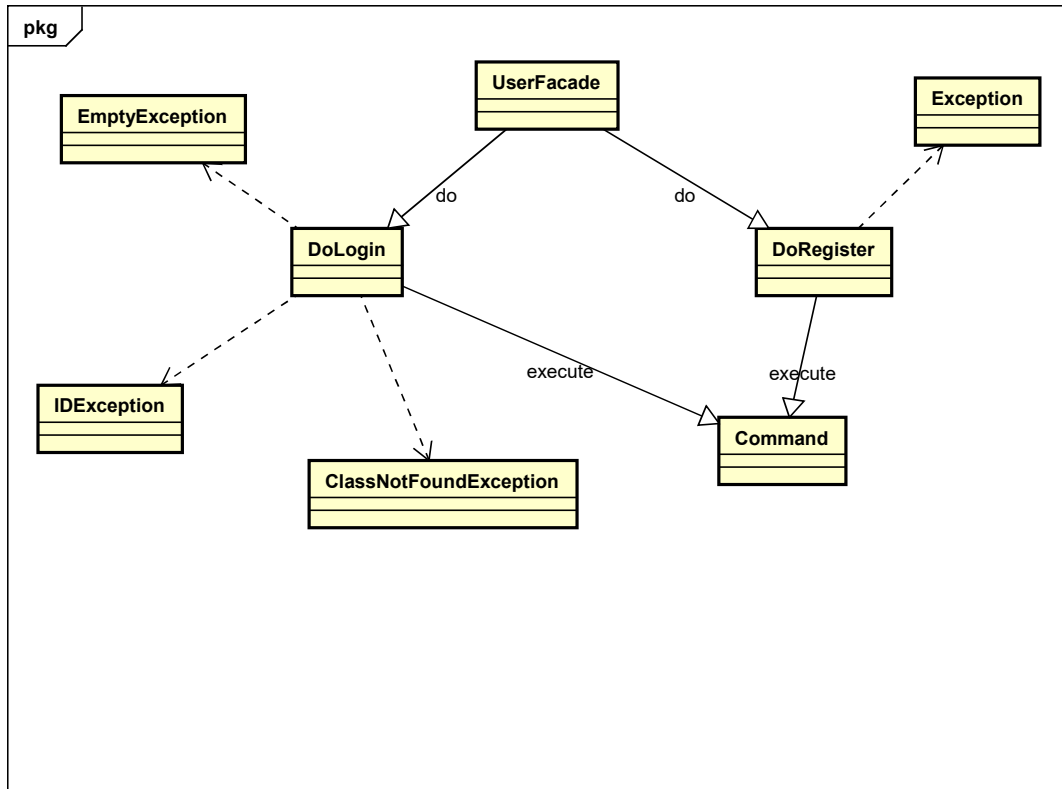 pkg
UserFacade
Exception
EmptyException
do
do
DoLogin
DoRegister
execute
execute
IDException
Command
ClassNotFoundException